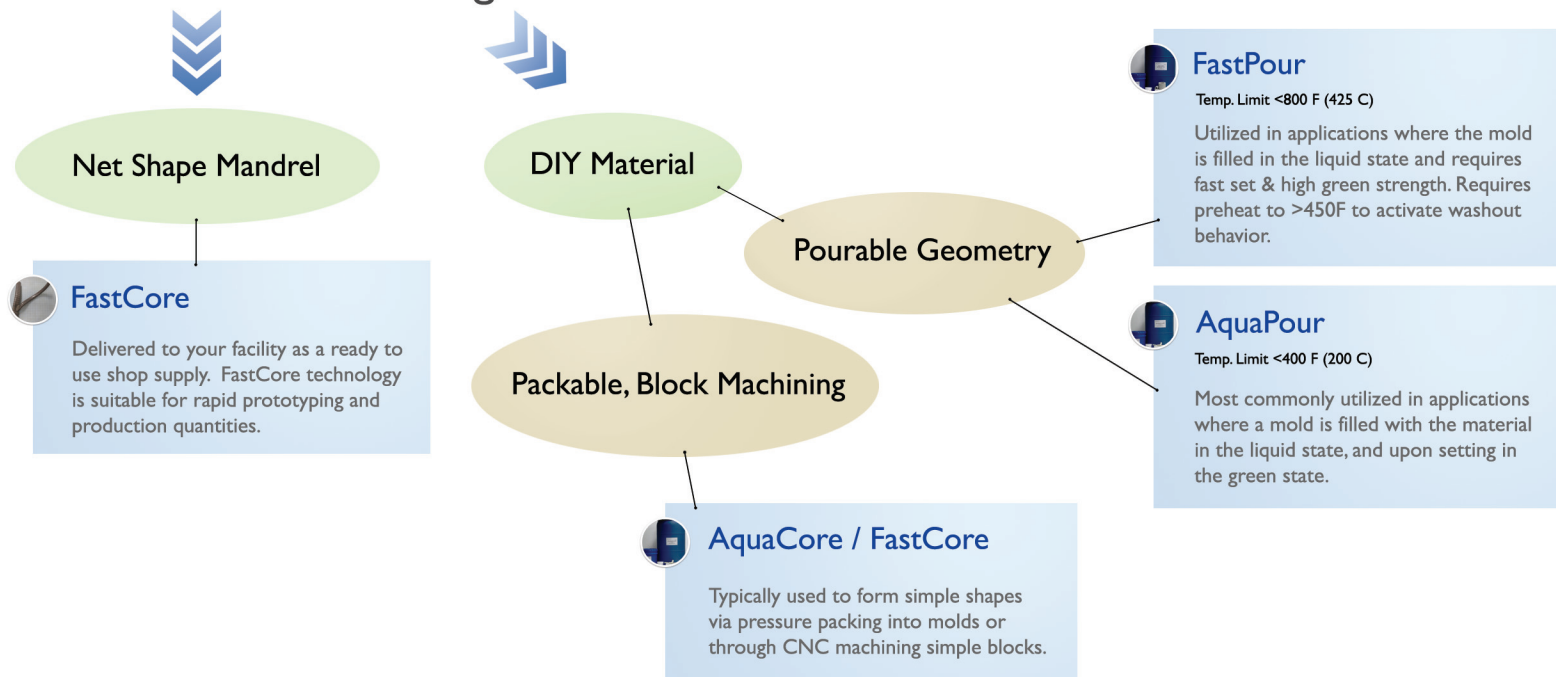 Net Shape Mandrel
FastCore
Delivered to your facility as a ready to
use shop supply.  FastCore technology
is suitable for rapid prototyping and
production quantities.
DIY Material
Pourable Geometry
Packable, Block Machining
AquaCore / FastCore
Typically used to form simple shapes
via pressure packing into molds or
through CNC machining simple blocks.
FastPour
Temp. Limit <800 F (425 C)
Utilized in applications where the mold
is filled in the liquid state and requires
fast set & high green strength. Requires
preheat to >450F to activate washout
behavior.
AquaPour
Temp. Limit <400 F (200 C)
Most commonly utilized in applications
where a mold is filled with the material
in the liquid state, and upon setting in
the green state.